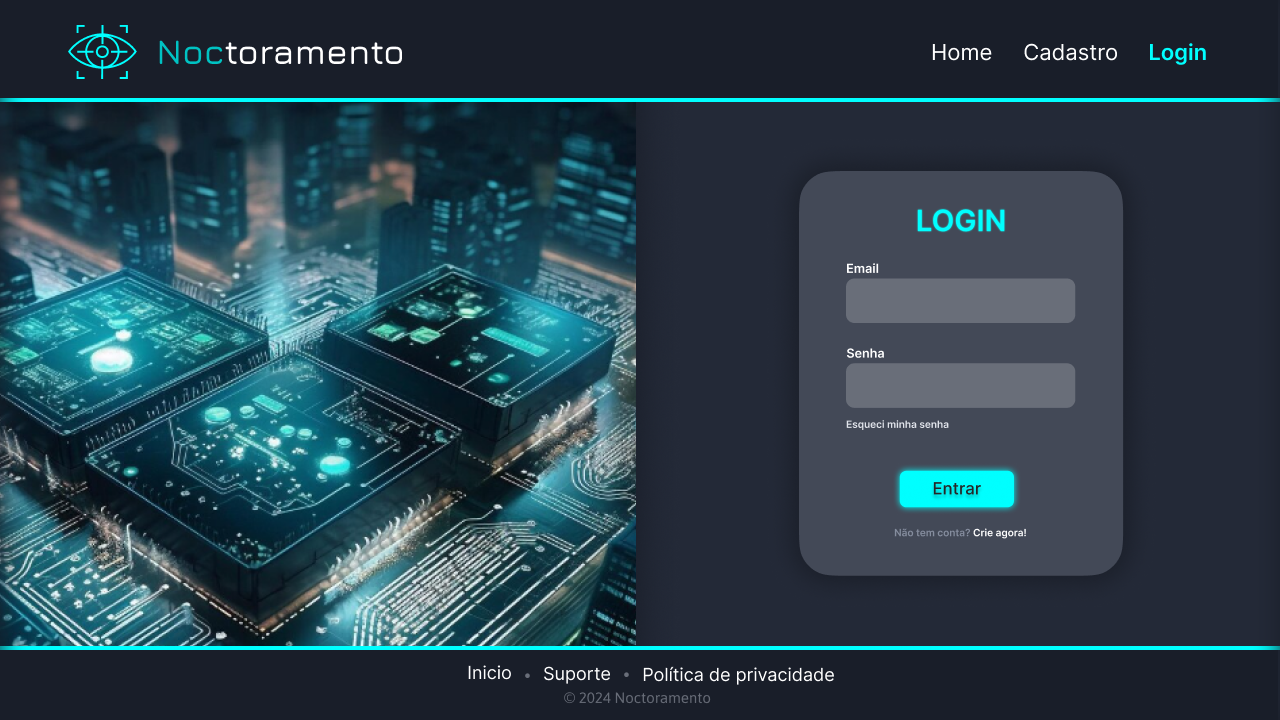 Noctoramento
Home Cadastro Login
LOGIN
Email
Senha
Esqueci minha senha
Entrar
Não tem conta? Crie agora!
Inicio • Suporte • Política de privacidade
© 2024 Noctoramento